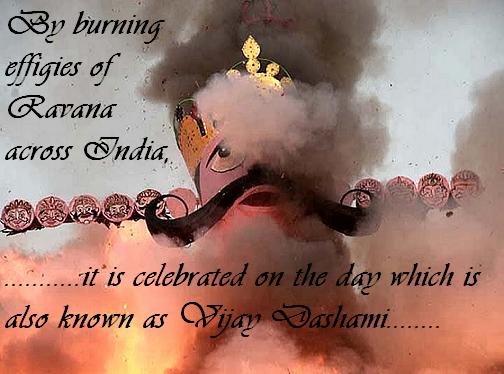 By burning
effigies of
Ravana
across India,
...........it is celebrated on the day which is
also known as Vijay Dashami........